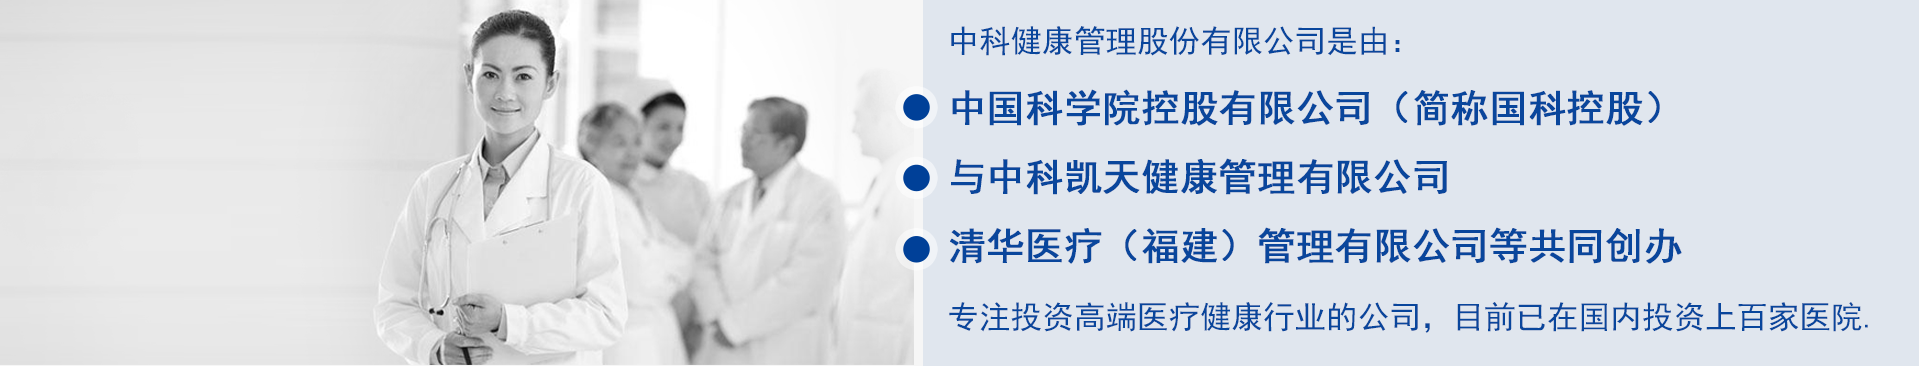 中科健康管理股份有限公司是由：
中国科学院控股有限公司（简称国科控股）
与中科凯天健康管理有限公司
清华医疗（福建）管理有限公司等共同创办
专注投资高端医疗健康行业的公司，目前已在国内投资上百家医院.